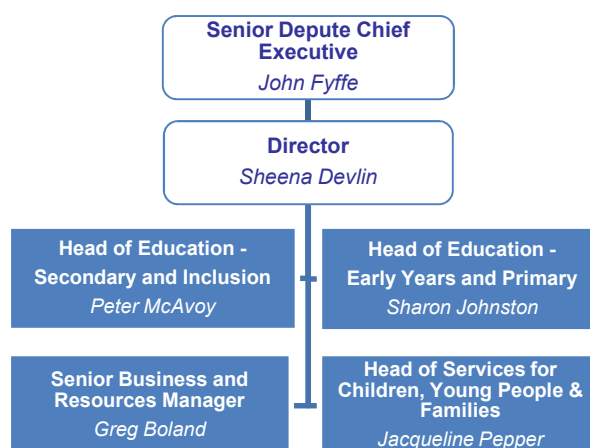 Senior Depute Chief
Executive
John Fyffe
Director
Sheena Devlin
Head of Education -
Secondary and Inclusion
Peter McAvoy
Head of Education -
Early Years and Primary
Sharon Johnston
Senior Business and
Resources Manager
Greg Boland
Head of Services for
Children, Young People &
Families
Jacqueline Pepper